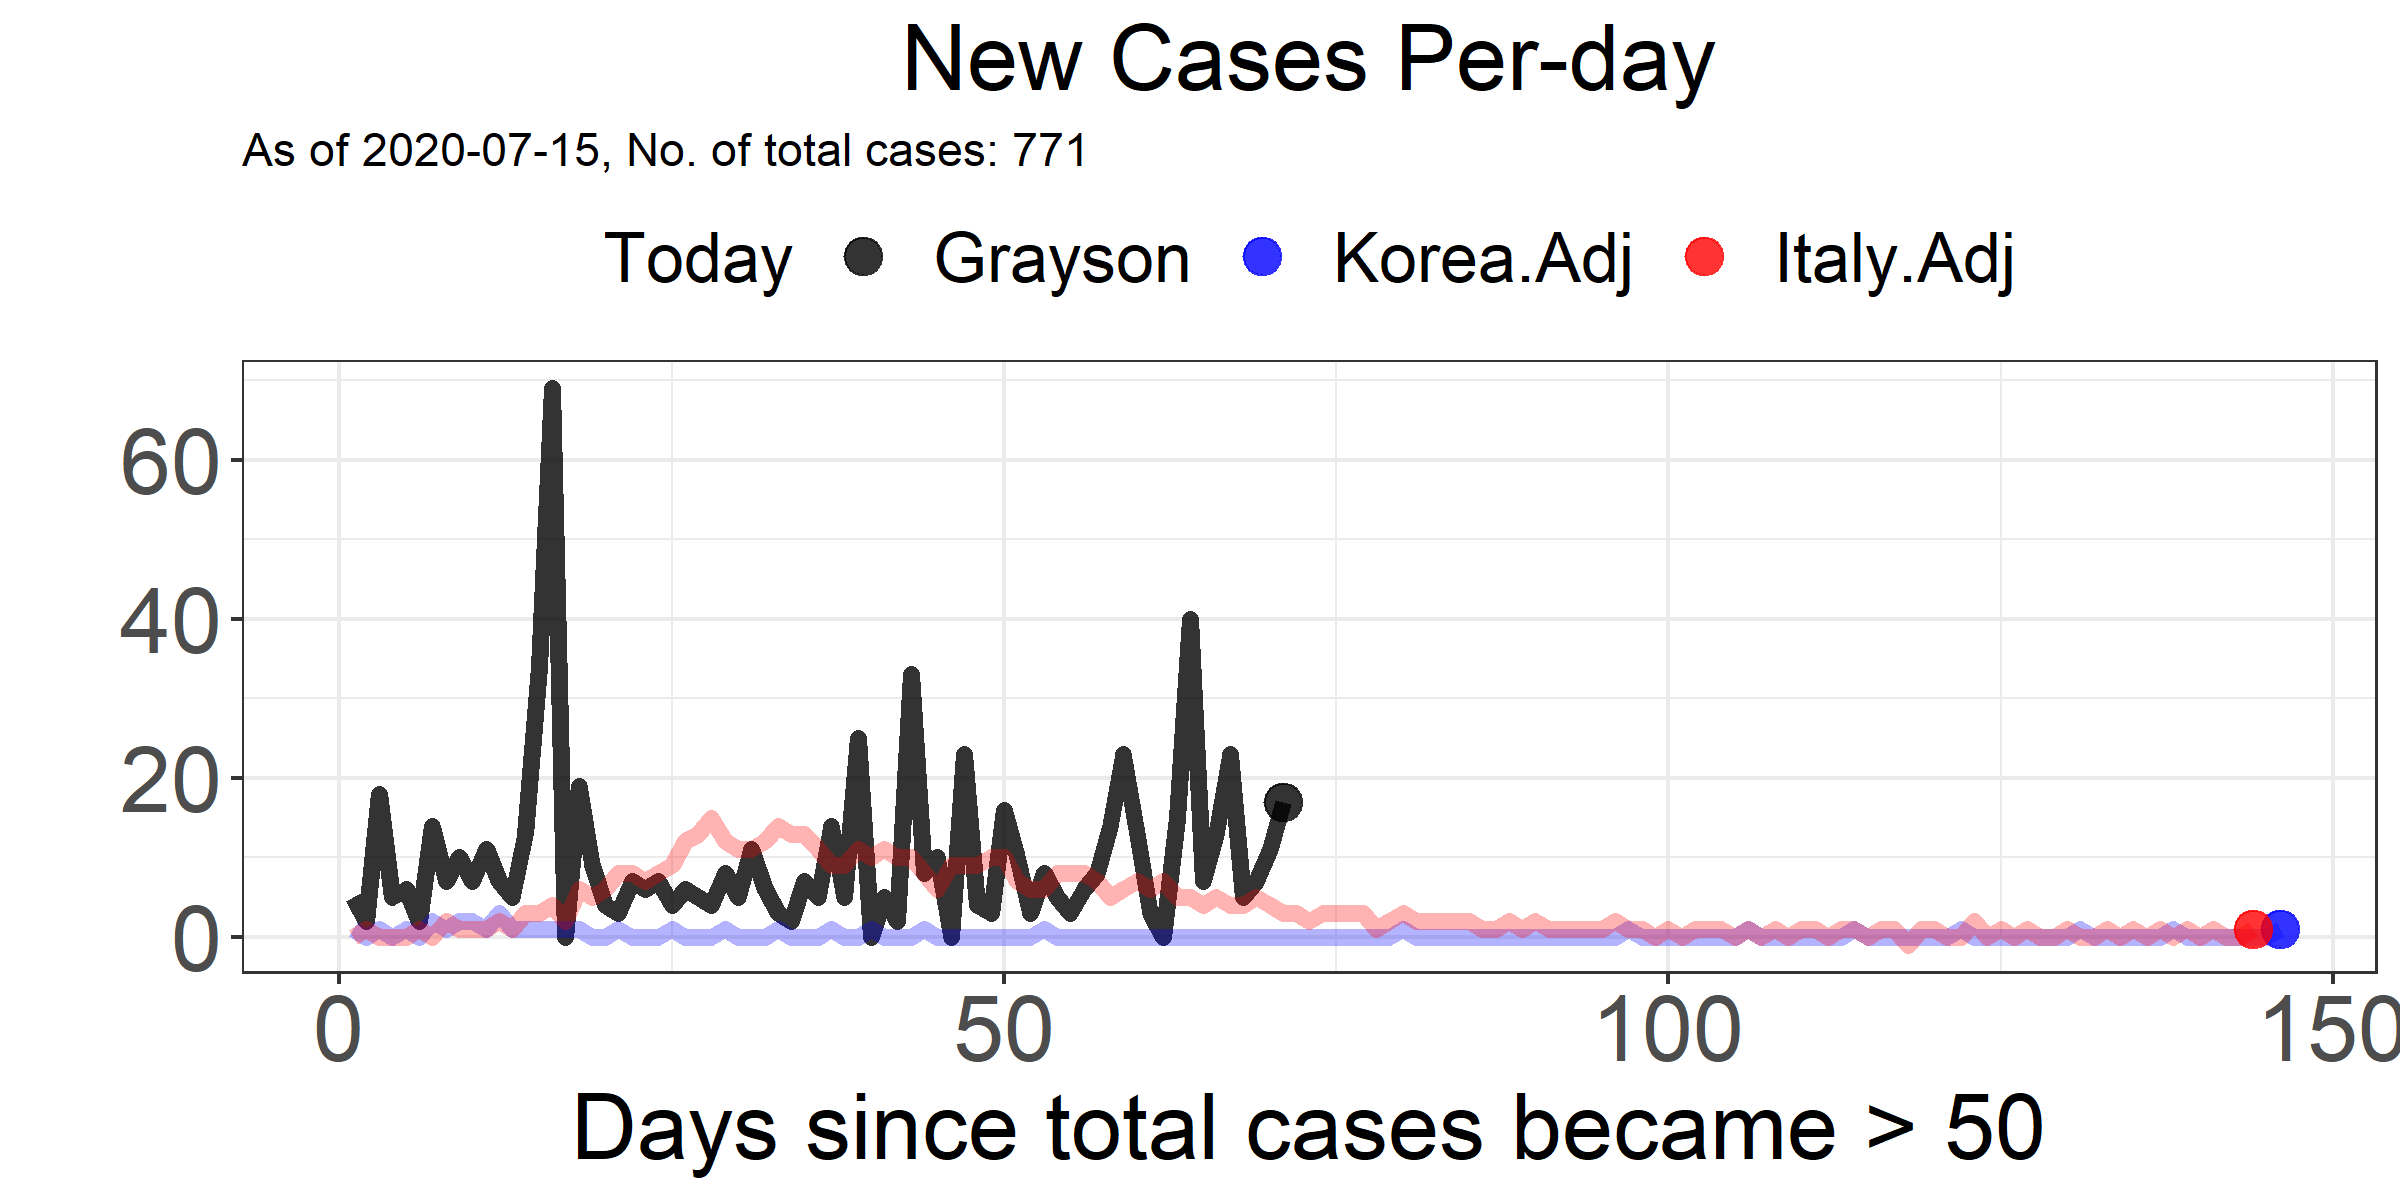 New Cases Per-day
As of 2020-07-15, No. of total cases: 771
Today Grayson Korea.Adj Italy.Adj
60
40
20
0
0 50 100 150
Days since total cases became > 50